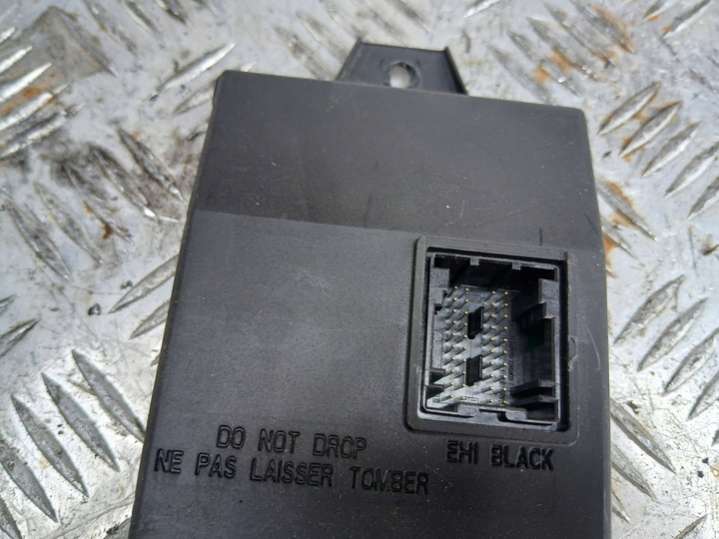 DO NOT DROP
NE PAS LAISSER TOMBER
EH1 BLACK